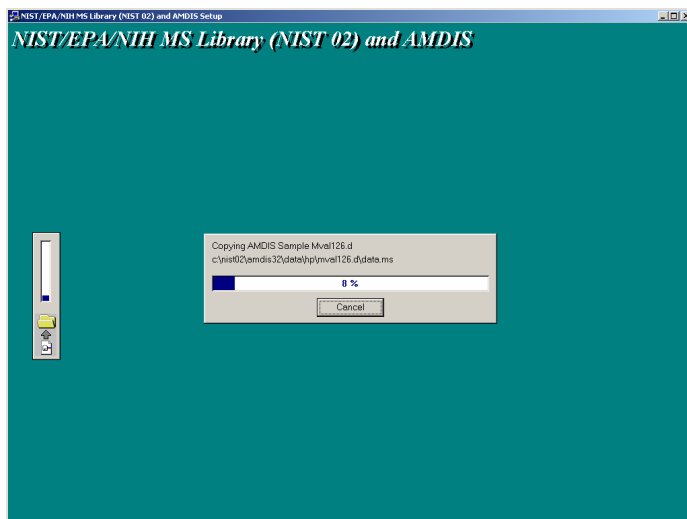 NIST/EPA/NIH MS Library (NIST 02) and AMDIS Setup
NIST/EPA/NIH MS Library (NIST 02) and AMDIS
Copying AMDIS Sample Mval126.d
c:\nist02\amdis32\data\hp\mval126.d\data.ms
8 %
Cancel